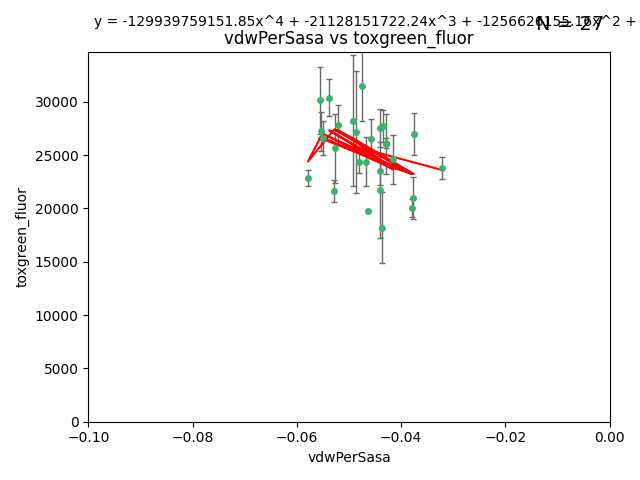 y = -129939759151.85x^4 + -21128151722.24x^3 + -1256626155.16x^2 +
N = 27
vdwPerSasa vs toxgreen_fluor
toxgreen_fluor
30000
25000
20000
15000
10000
5000
0
−0.10
−0.08
−0.06
−0.04
−0.02
0.00
vdwPerSasa